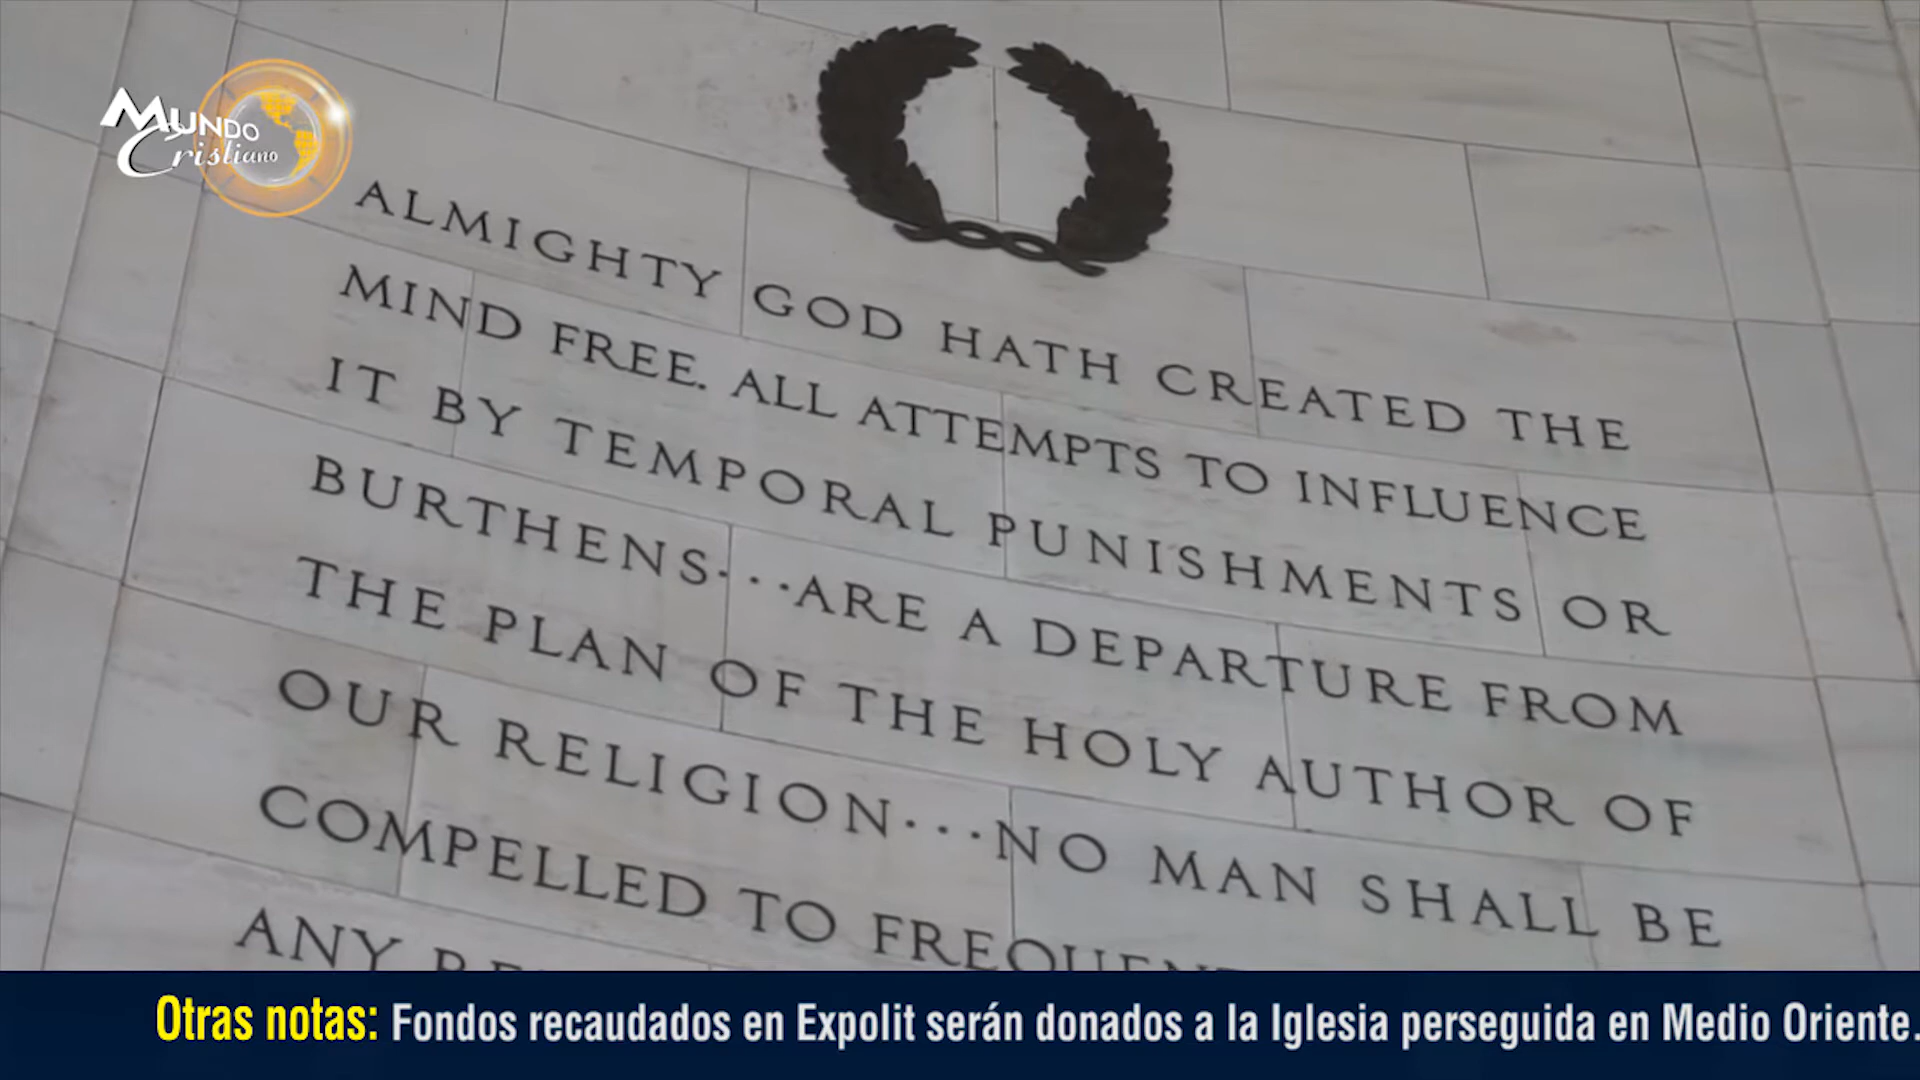 Mundo
Cristiano
ALMIGHTY GOD HATH CREATED THE
MIND FREE. ALL ATTEMPTS TO INFLUENCE
IT BY TEMPORAL PUNISHMENTS OR
BURTHENS···ARE A DEPARTURE FROM
THE PLAN OF THE HOLY AUTHOR OF
OUR RELIGION···NO MAN SHALL BE
COMPELLED TO FREQUENT
ANY
Otras notas: Fondos recaudados en Expolit serán donados a la Iglesia perseguida en Medio Oriente.